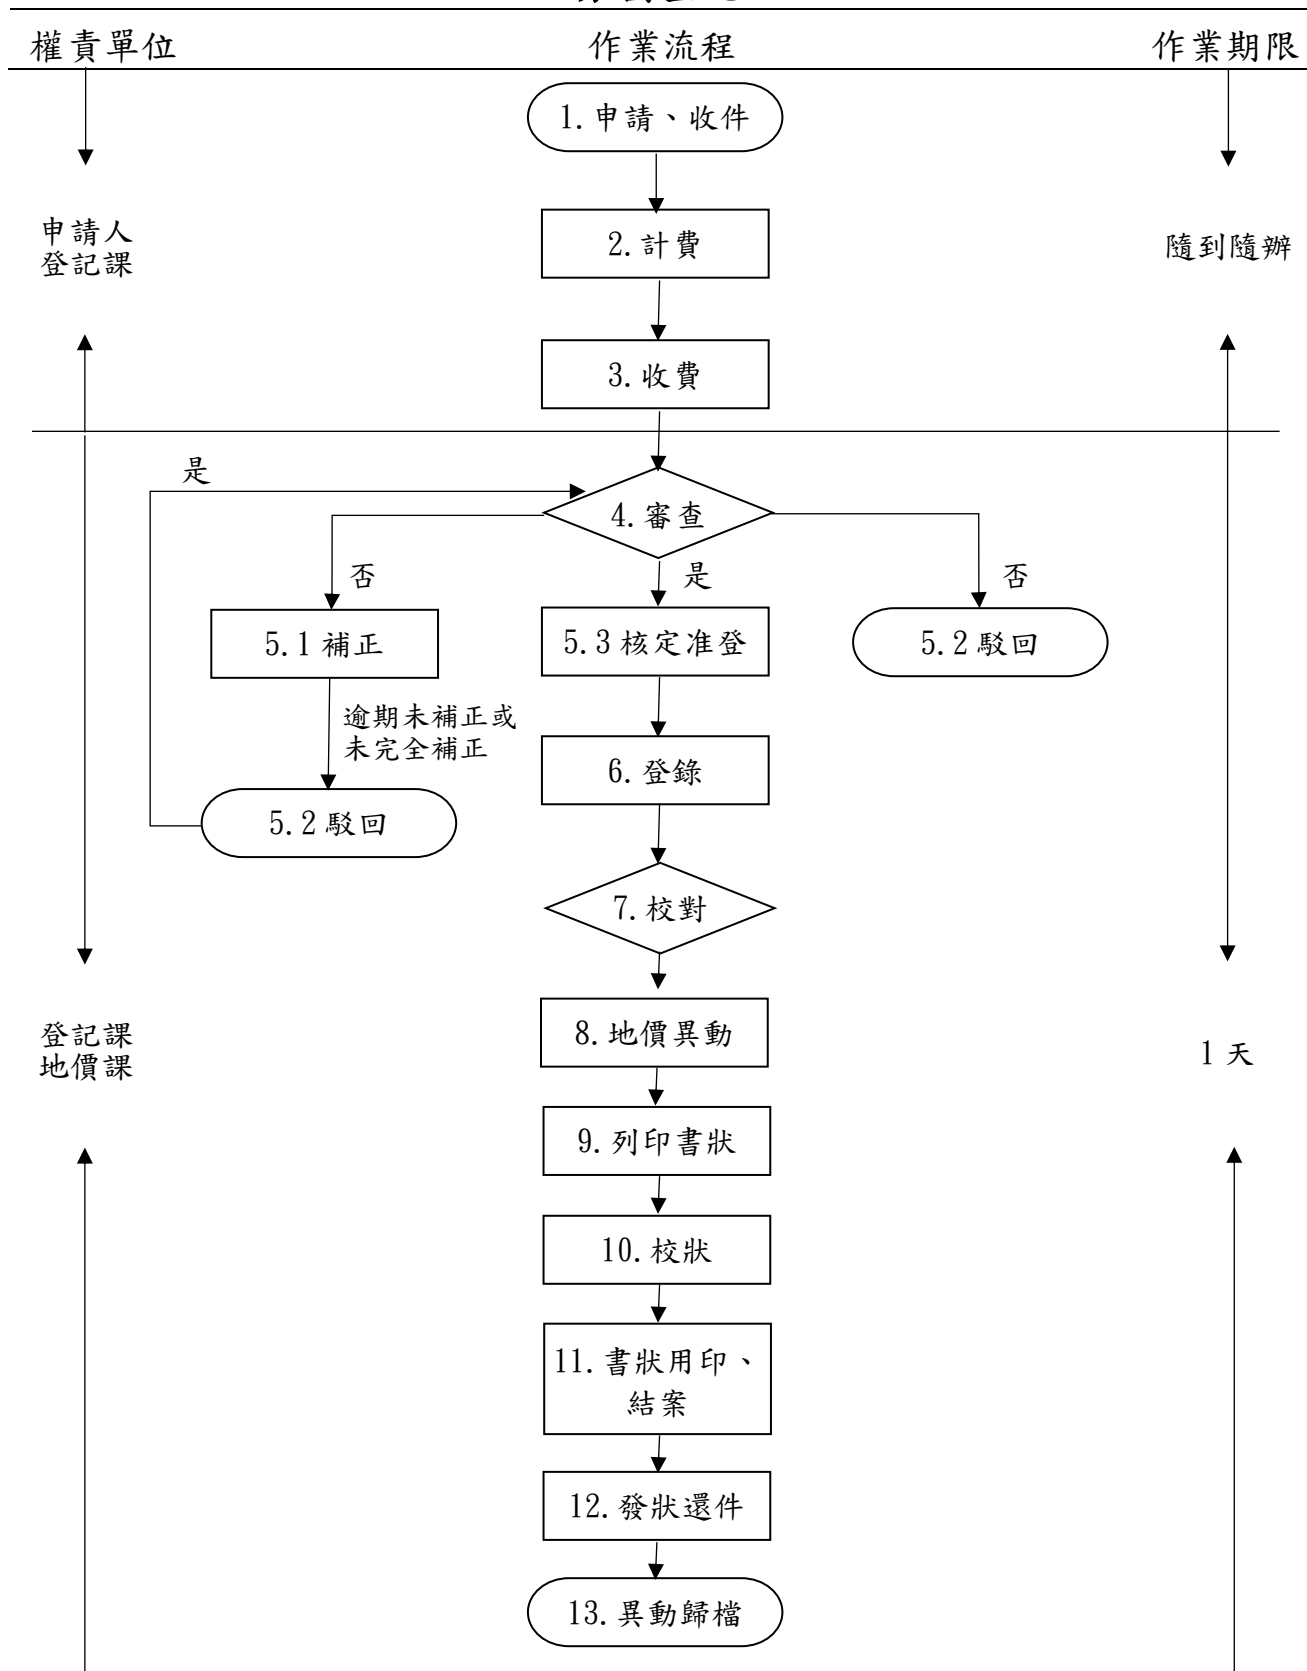 權責單位 作業流程 作業期限
1.申請、收件
申請人
登記課
2.計費
隨到隨辦
3.收費
是
4.審查
否
是
否
5.1補正
5.3核定准登
5.2駁回
逾期未補正或
未完全補正
6.登錄
5.2駁回
7.校對
登記課
地價課
8.地價異動
1天
9.列印書狀
10.校狀
11.書狀用印、
結案
12.發狀還件
13.異動歸檔